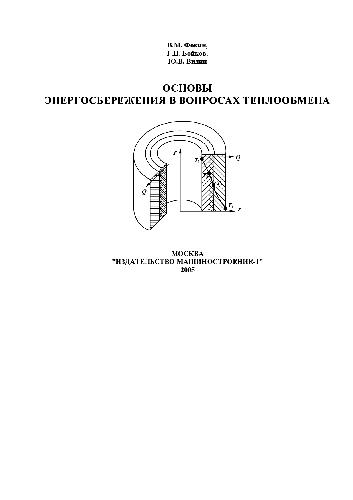 В.М. Фокин,
Г.П. Бойков,
Ю.В. Видин
ОСНОВЫ
ЭНЕРГОСБЕРЕЖЕНИЯ В ВОПРОСАХ ТЕПЛООБМЕНА
Q
Q
r
МОСКВА
"ИЗДАТЕЛЬСТВО МАШИНОСТРОЕНИЕ-1"
2005